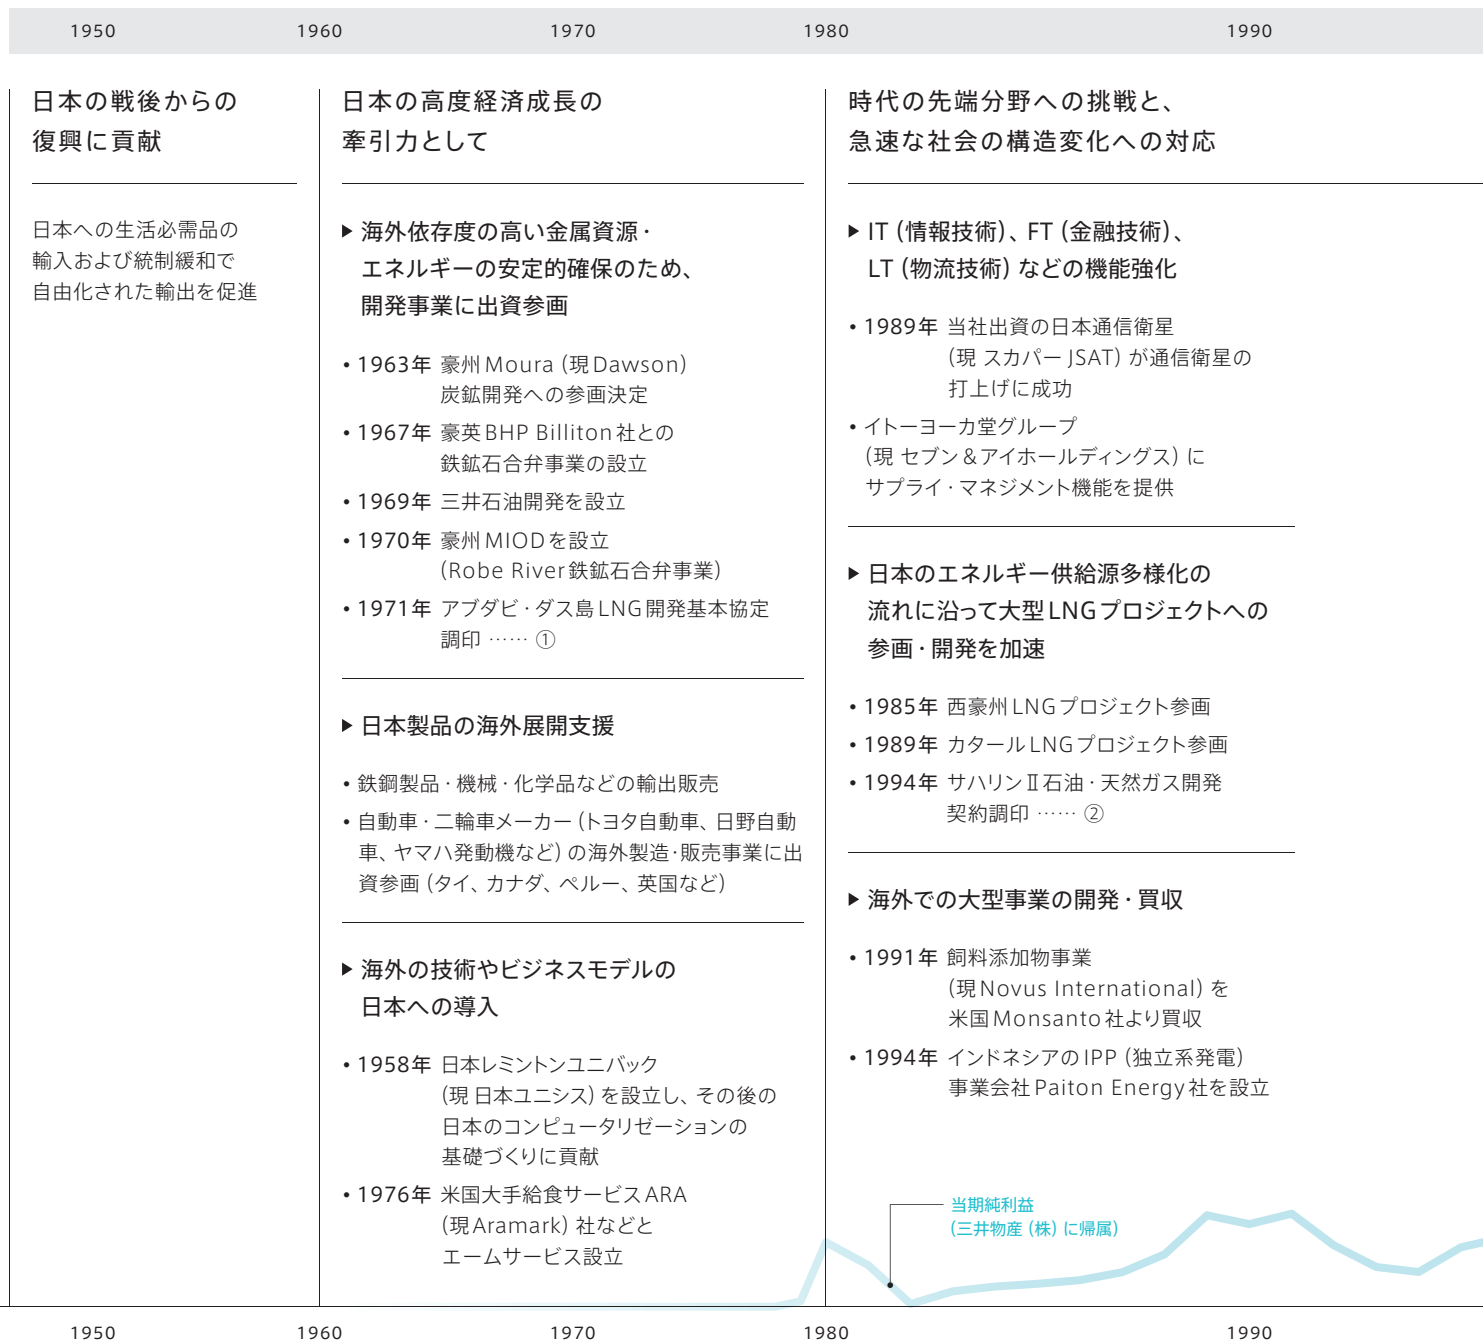 1950 1960 1970 1980 1990
日本の戦後からの
復興に貢献
日本への生活必需品の
輸入および統制緩和で
自由化された輸出を促進
日本の高度経済成長の
牽引力として
▶ 海外依存度の高い金属資源・
エネルギーの安定的確保のため、
開発事業に出資参画
• 1963年 豪州Moura（現Dawson）
炭鉱開発への参画決定
• 1967年 豪英BHP Billiton社との
鉄鉱石合弁事業の設立
• 1969年 三井石油開発を設立
• 1970年 豪州MIODを設立
（Robe River鉄鉱石合弁事業）
• 1971年 アブダビ・ダス島LNG開発基本協定
調印 …… ①
▶ 日本製品の海外展開支援
• 鉄鋼製品・機械・化学品などの輸出販売
• 自動車・二輪車メーカー（トヨタ自動車、日野自動
車、ヤマハ発動機など）の海外製造・販売事業に出
資参画（タイ、カナダ、ペルー、英国など）
▶ 海外の技術やビジネスモデルの
日本への導入
• 1958年 日本レミントンユニバック
（現 日本ユニシス）を設立し、その後の
日本のコンピュータリゼーションの
基礎づくりに貢献
• 1976年 米国大手給食サービスARA
（現Aramark）社などと
エームサービス設立
時代の先端分野への挑戦と、
急速な社会の構造変化への対応
▶ IT（情報技術）、FT（金融技術）、
LT（物流技術）などの機能強化
• 1989年 当社出資の日本通信衛星
（現 スカパーJSAT）が通信衛星の
打上げに成功
• イトーヨーカ堂グループ
（現 セブン＆アイホールディングス）に
サプライ・マネジメント機能を提供
▶ 日本のエネルギー供給源多様化の
流れに沿って大型LNGプロジェクトへの
参画・開発を加速
• 1985年 西豪州LNGプロジェクト参画
• 1989年 カタールLNGプロジェクト参画
• 1994年 サハリンⅡ石油・天然ガス開発
契約調印 …… ②
▶ 海外での大型事業の開発・買収
• 1991年 飼料添加物事業
（現Novus International）を
米国Monsanto社より買収
• 1994年 インドネシアのIPP（独立系発電）
事業会社Paiton Energy社を設立
当期純利益
（三井物産（株）に帰属）
1950 1960 1970 1980 1990